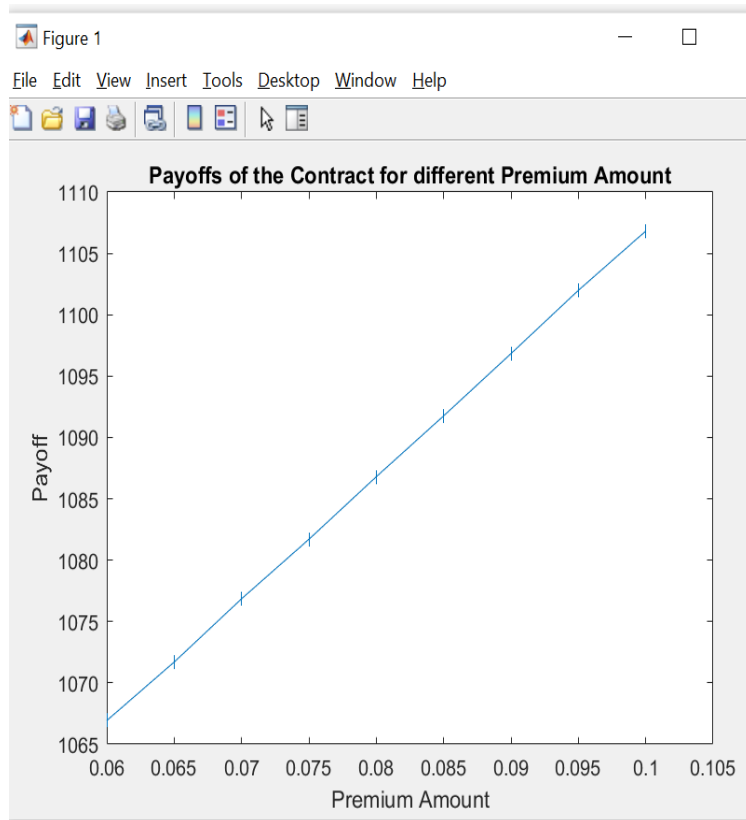 Figure 1
File Edit View Insert Tools Desktop Window Help
Payoffs of the Contract for different Premium Amount
1110
1105
1100
1095
1090
1085
1080
1075
1070
1065
Payoff
0.06 0.065 0.07 0.075 0.08 0.085 0.09 0.095 0.1 0.105
Premium Amount